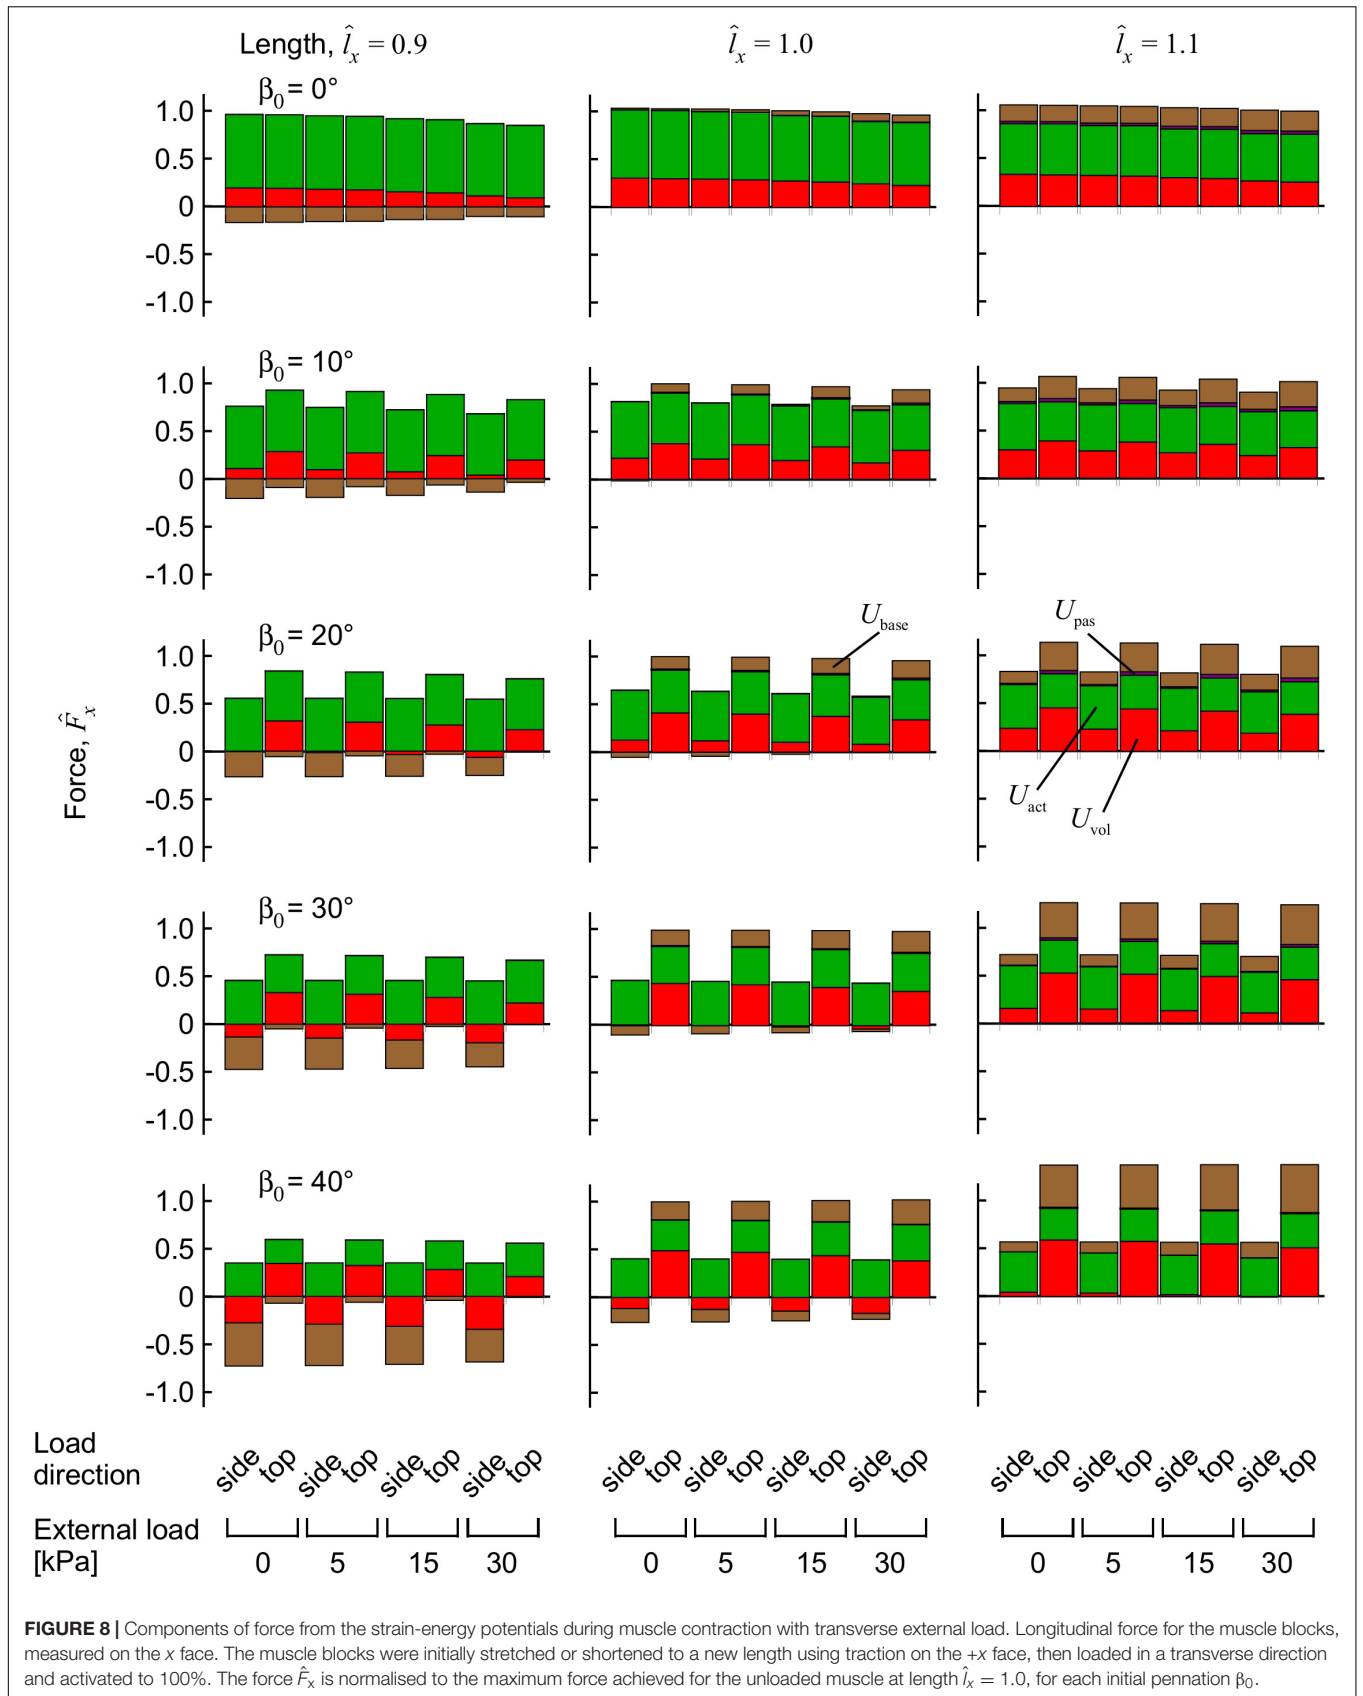 Length, l̂x = 0.9
l̂x = 1.0
l̂x = 1.1
β0 = 0°
1.0
0.5
0
-0.5
-1.0
β0 = 10°
1.0
0.5
0
-0.5
-1.0
β0 = 20°
1.0
0.5
0
-0.5
-1.0
Ubase
Upas
Uact
Uvol
Force, F̂x
β0 = 30°
1.0
0.5
0
-0.5
-1.0
β0 = 40°
1.0
0.5
0
-0.5
-1.0
Load
direction
side top side top side top side top
side top side top side top side top
side top side top side top side top
External load
[kPa]
0 5 15 30
0 5 15 30
0 5 15 30
FIGURE 8 | Components of force from the strain-energy potentials during muscle contraction with transverse external load. Longitudinal force for the muscle blocks,
measured on the x face. The muscle blocks were initially stretched or shortened to a new length using traction on the +x face, then loaded in a transverse direction
and activated to 100%. The force F̂x is normalised to the maximum force achieved for the unloaded muscle at length l̂x = 1.0, for each initial pennation β0.